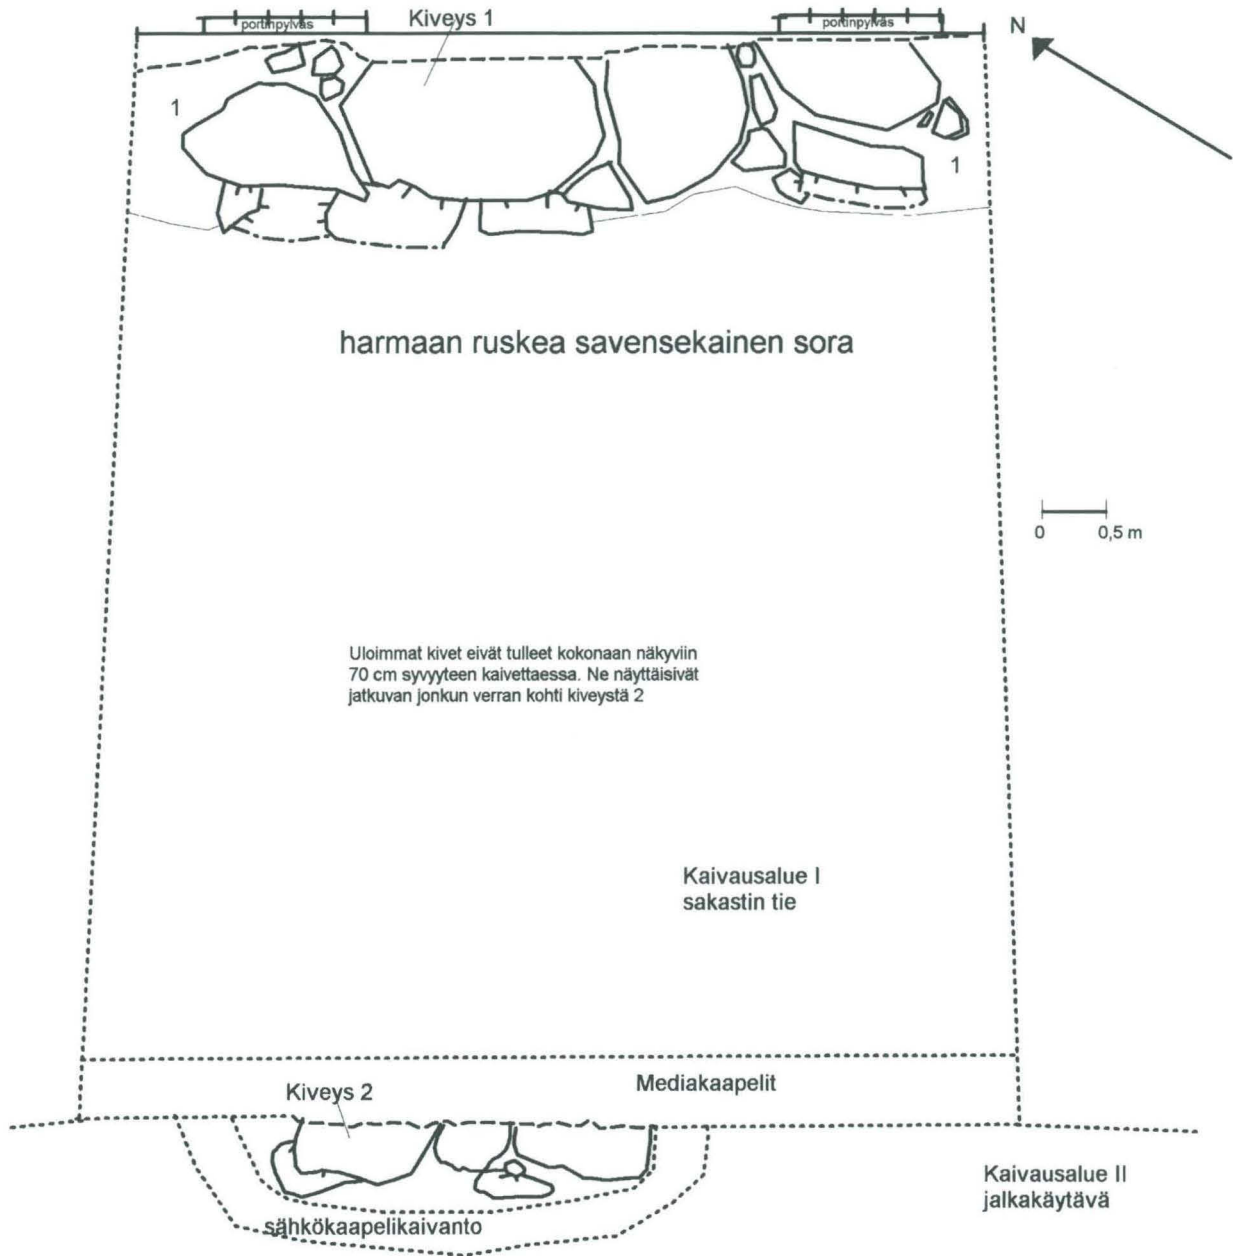 portinpylväs
Kiveys 1
portinpylväs
N
1
1
harmaan ruskea savensekainen sora
0 0,5 m
Uloimmat kivet eivät tulleet kokonaan näkyviin
70 cm syvyyteen kaivettaessa. Ne näyttäisivät
jatkuvan jonkun verran kohti kiveystä 2
Kaivausalue I
sakastin tie
Mediakaapelit
Kiveys 2
Kaivausalue II
jalkakäytävä
sähkökaapelikaivanto